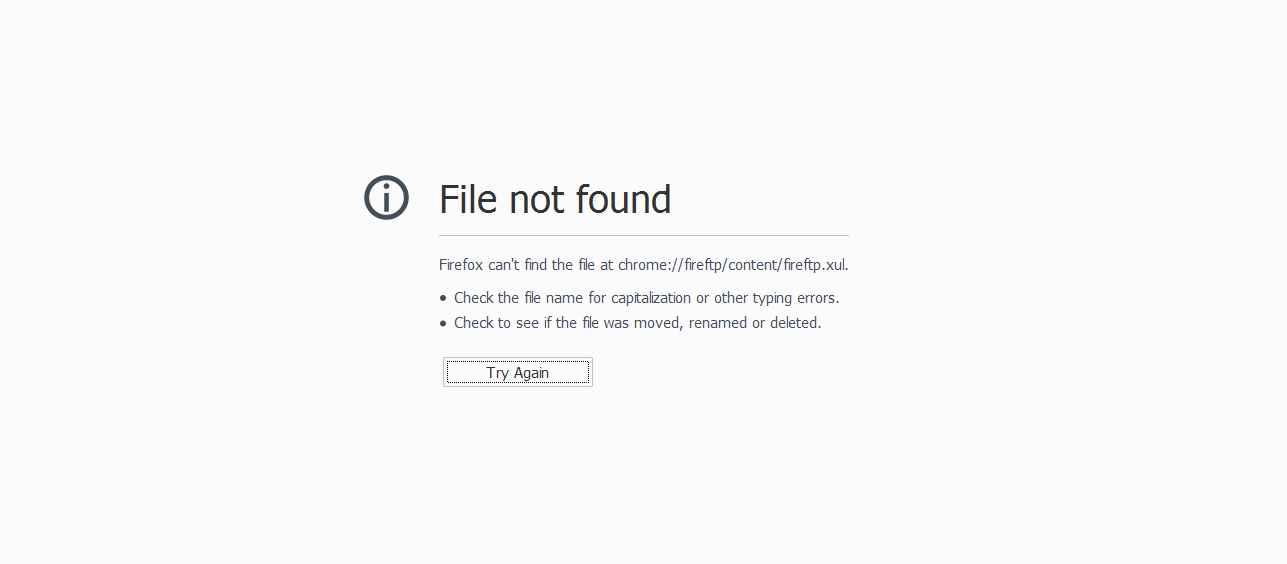 File not found
Firefox can't find the file at chrome://fireftp/content/fireftp.xul.
• Check the file name for capitalization or other typing errors.
• Check to see if the file was moved, renamed or deleted.
Try Again